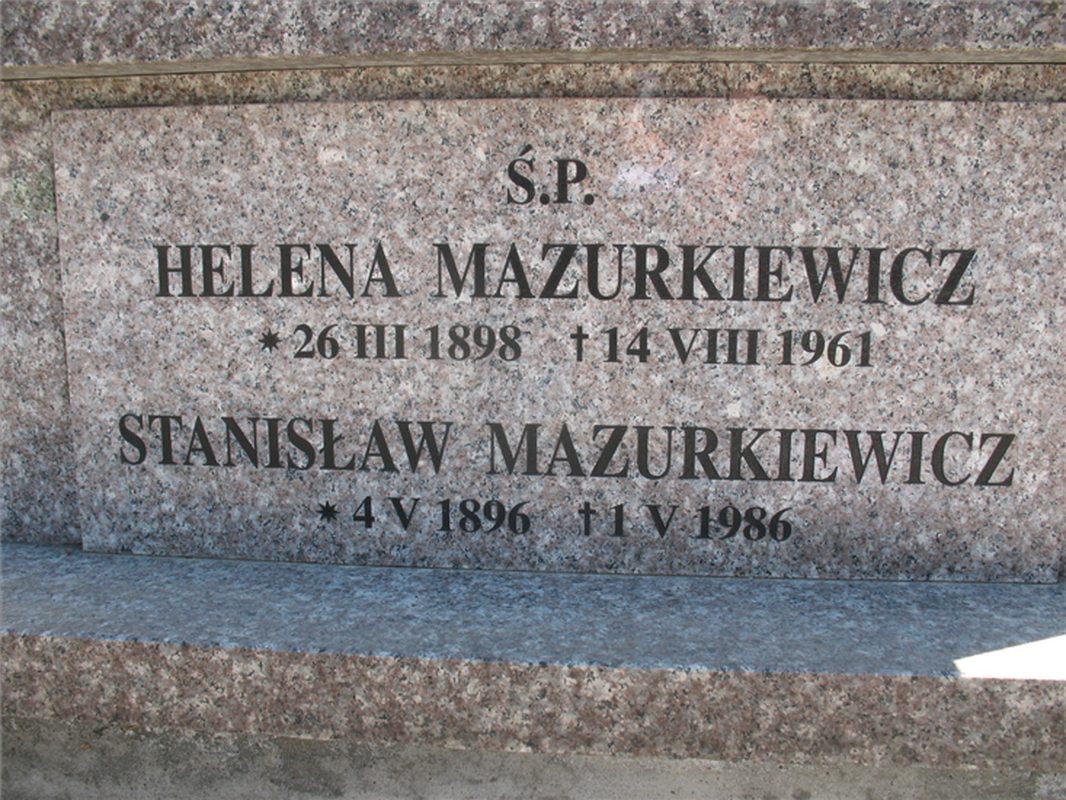 Ś.P.
HELENA MAZURKIEWICZ
✷ 26 III 1898 † 14 VIII 1961
STANISŁAW MAZURKIEWICZ
✷ 4 V 1896 † 1 V 1986